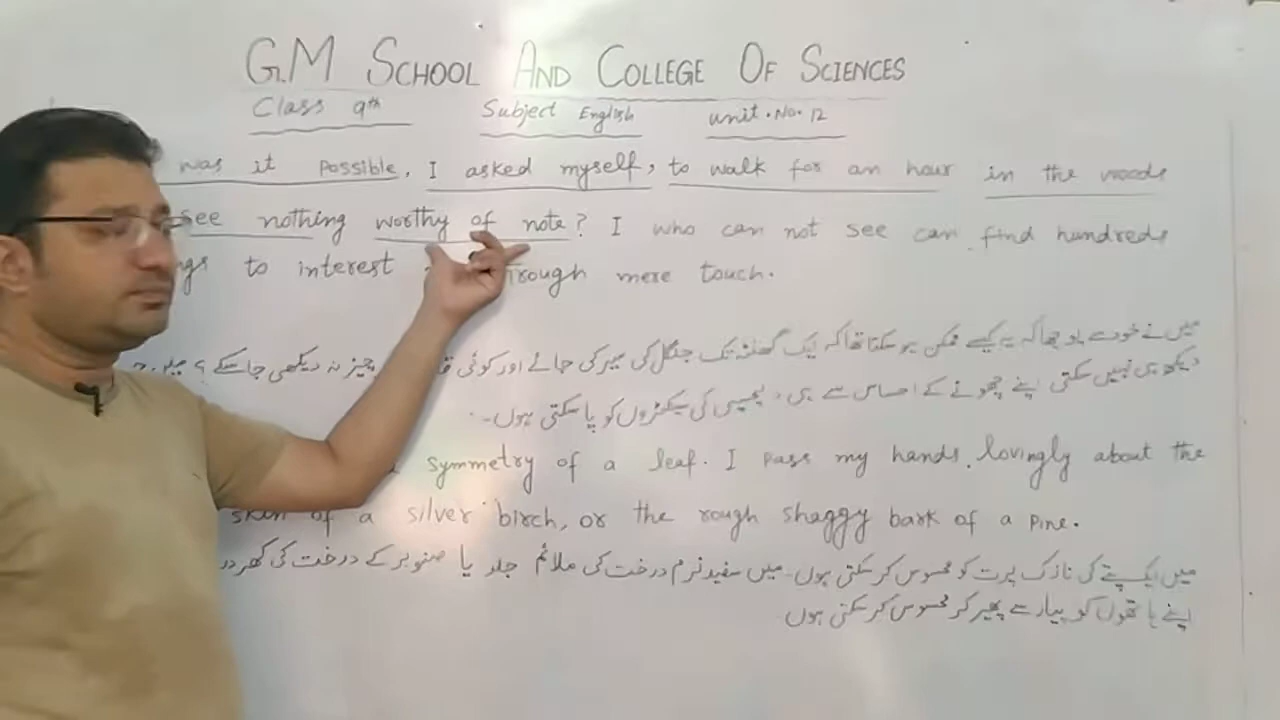 G.M SCHOOL AND COLLEGE OF SCIENCES
Class 9th Subject English unit.No. 12
was it possible, I asked myself, to walk for an hour in the woods
see nothing worthy of note? I who can not see can find hundreds
to interest through mere touch.
میں نے خود سے پوچھا کہ یہ کیسے ممکن ہو سکتا تھا کہ ایک گھنٹہ تک جنگل کی سیر کی جائے اور کوئی چیز نہ دیکھی جا سکے؟ میں
دیکھ ہی نہیں سکتی اپنے چھونے کے احساس سے ہی، دلچسپی کی سیکڑوں کو پا سکتی ہوں۔
symmetry of a leaf. I pass my hands lovingly about the
skin of a silver birch, or the rough shaggy bark of a pine.
میں ایک پتے کی نازک پرت کو محسوس کر سکتی ہوں۔ میں سفید نرم درخت کی ملائم جلد یا صنوبر کے درخت کی
اپنے ہاتھوں کو پیار سے پھیر کر محسوس کر سکتی ہوں